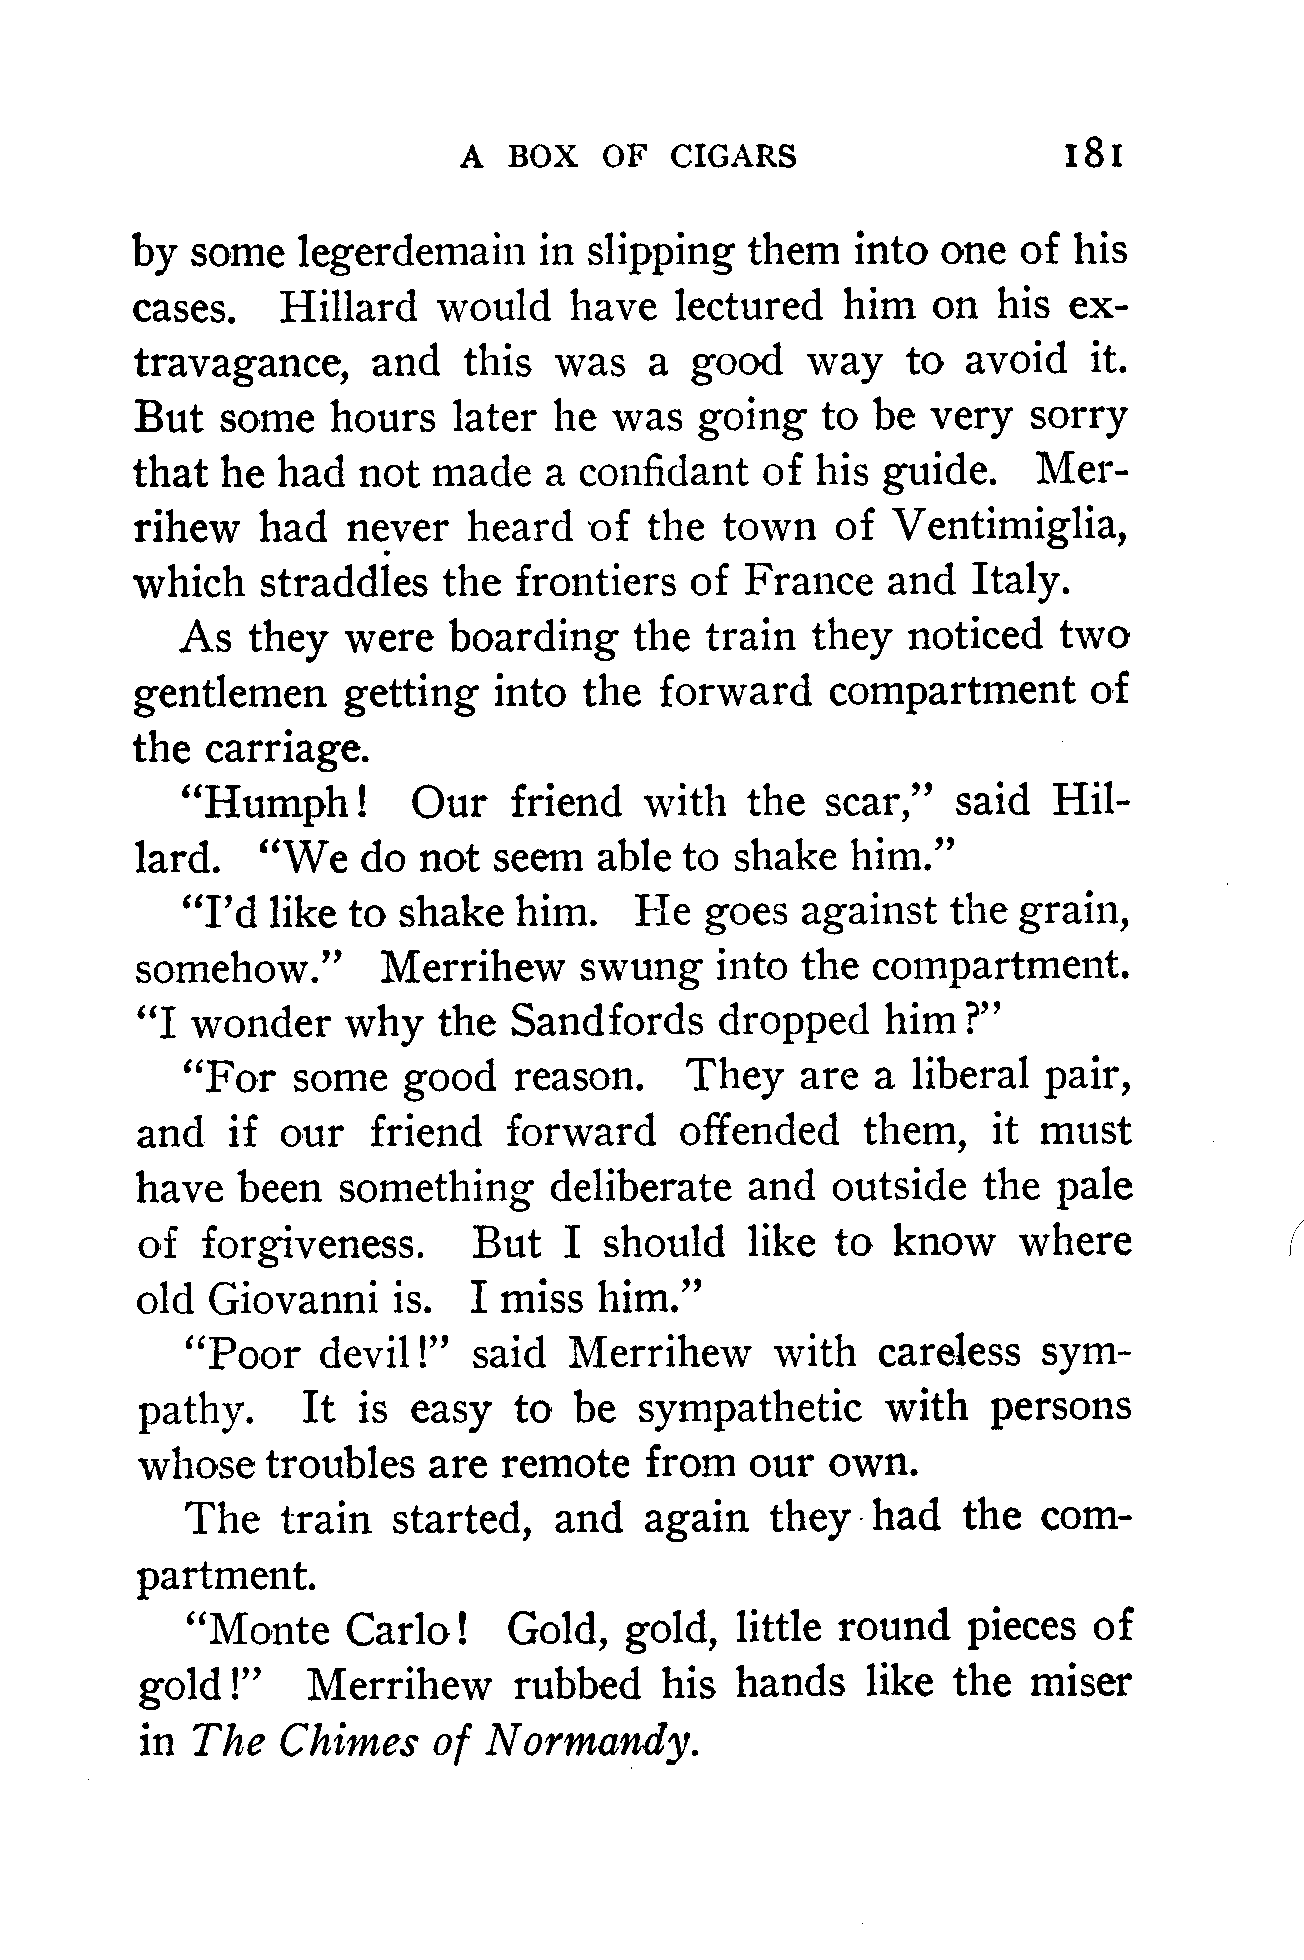 A BOX OF CIGARS 181
by some legerdemain in slipping them into one of his
cases. Hillard would have lectured him on his ex-
travagance, and this was a good way to avoid it.
But some hours later he was going to be very sorry
that he had not made a confidant of his guide. Mer-
rihew had never heard of the town of Ventimiglia,
which straddles the frontiers of France and Italy.
As they were boarding the train they noticed two
gentlemen getting into the forward compartment of
the carriage.
“Humph! Our friend with the scar,” said Hil-
lard. “We do not seem able to shake him.”
“I’d like to shake him. He goes against the grain,
somehow.” Merrihew swung into the compartment.
“I wonder why the Sandfords dropped him?”
“For some good reason. They are a liberal pair,
and if our friend forward offended them, it must
have been something deliberate and outside the pale
of forgiveness. But I should like to know where
old Giovanni is. I miss him.”
“Poor devil!” said Merrihew with careless sym-
pathy. It is easy to be sympathetic with persons
whose troubles are remote from our own.
The train started, and again they had the com-
partment.
“Monte Carlo! Gold, gold, little round pieces of
gold!” Merrihew rubbed his hands like the miser
in The Chimes of Normandy.